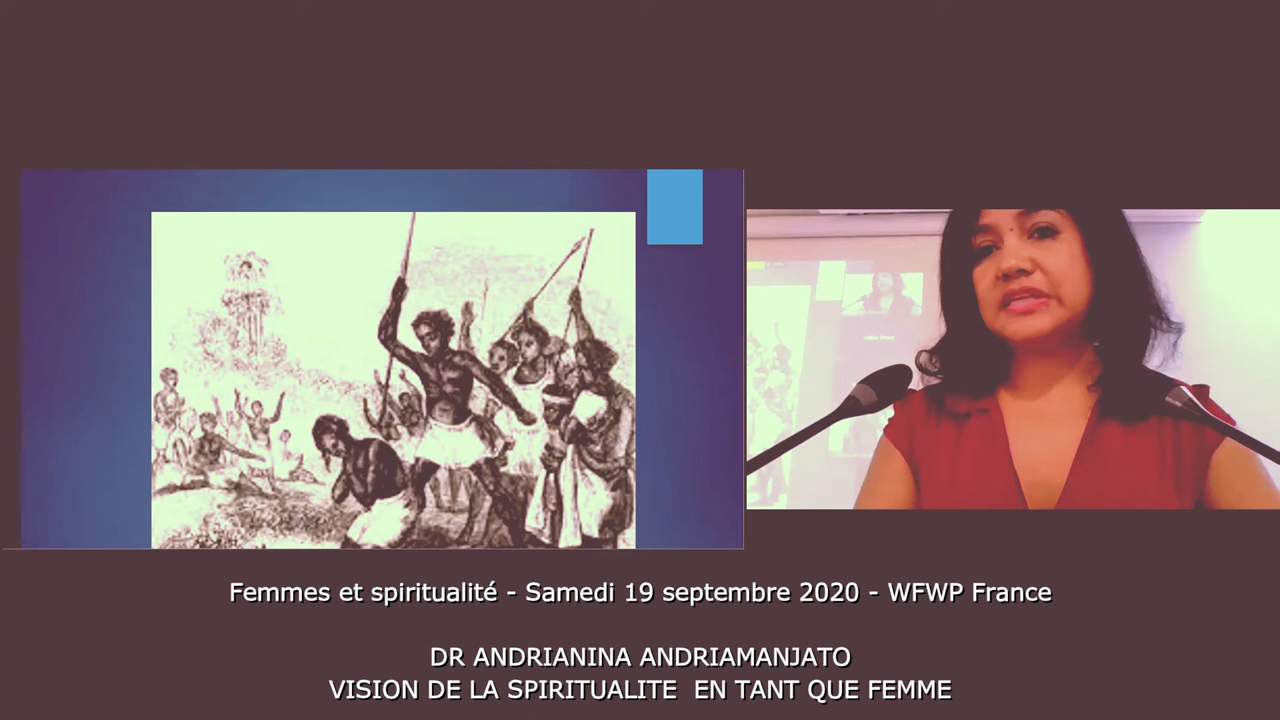 Femmes et spiritualité - Samedi 19 septembre 2020 - WFWP France
DR ANDRIANINA ANDRIAMANJATO
VISION DE LA SPIRITUALITE EN TANT QUE FEMME